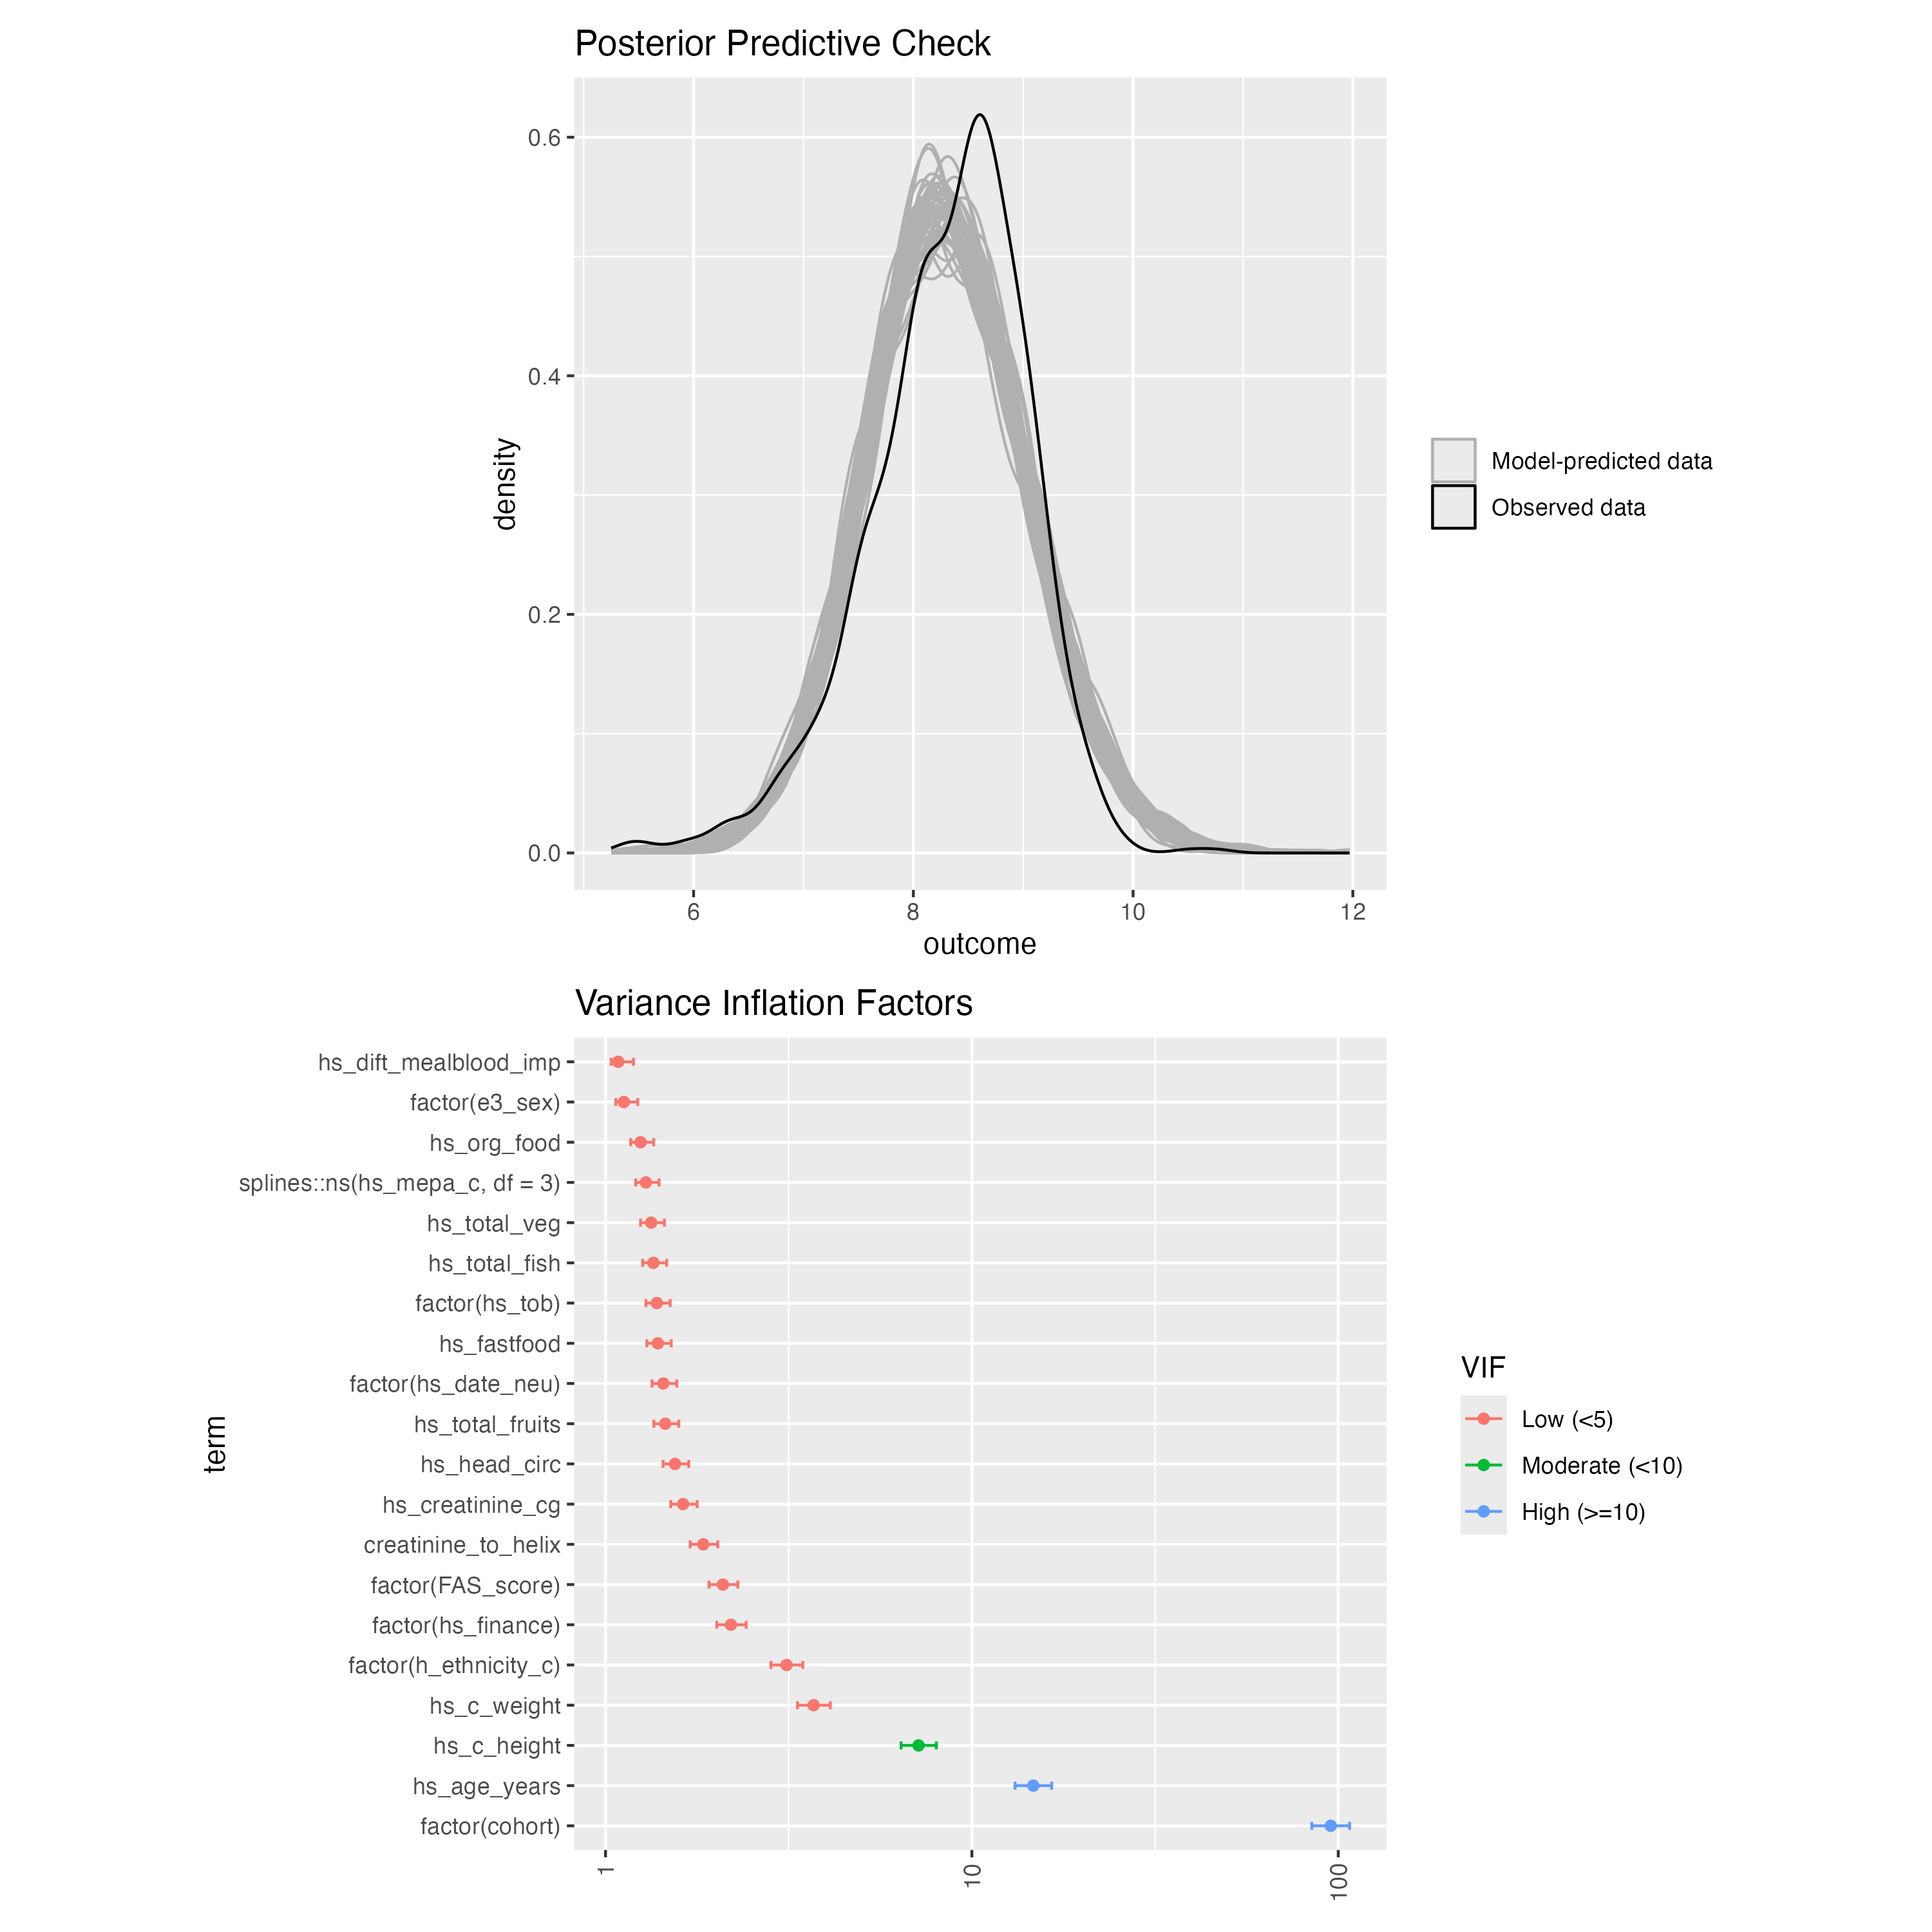 Posterior Predictive Check
0.6
0.4
0.2
0.0
density
6 8 10 12
outcome
Model-predicted data
Observed data
Variance Inflation Factors
term
hs_dift_mealblood_imp
factor(e3_sex)
hs_org_food
splines::ns(hs_mepa_c, df = 3)
hs_total_veg
hs_total_fish
factor(hs_tob)
hs_fastfood
factor(hs_date_neu)
hs_total_fruits
hs_head_circ
hs_creatinine_cg
creatinine_to_helix
factor(FAS_score)
factor(hs_finance)
factor(h_ethnicity_c)
hs_c_weight
hs_c_height
hs_age_years
factor(cohort)
1 10 100
VIF
Low (<5)
Moderate (<10)
High (>=10)